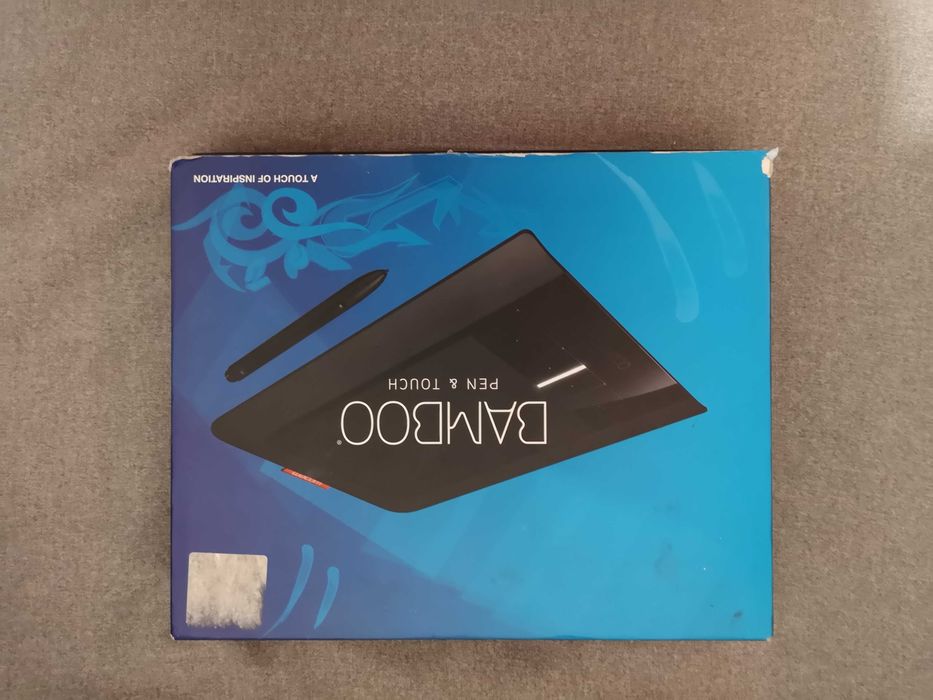 BAMBOO®
PEN & TOUCH
A TOUCH OF INSPIRATION